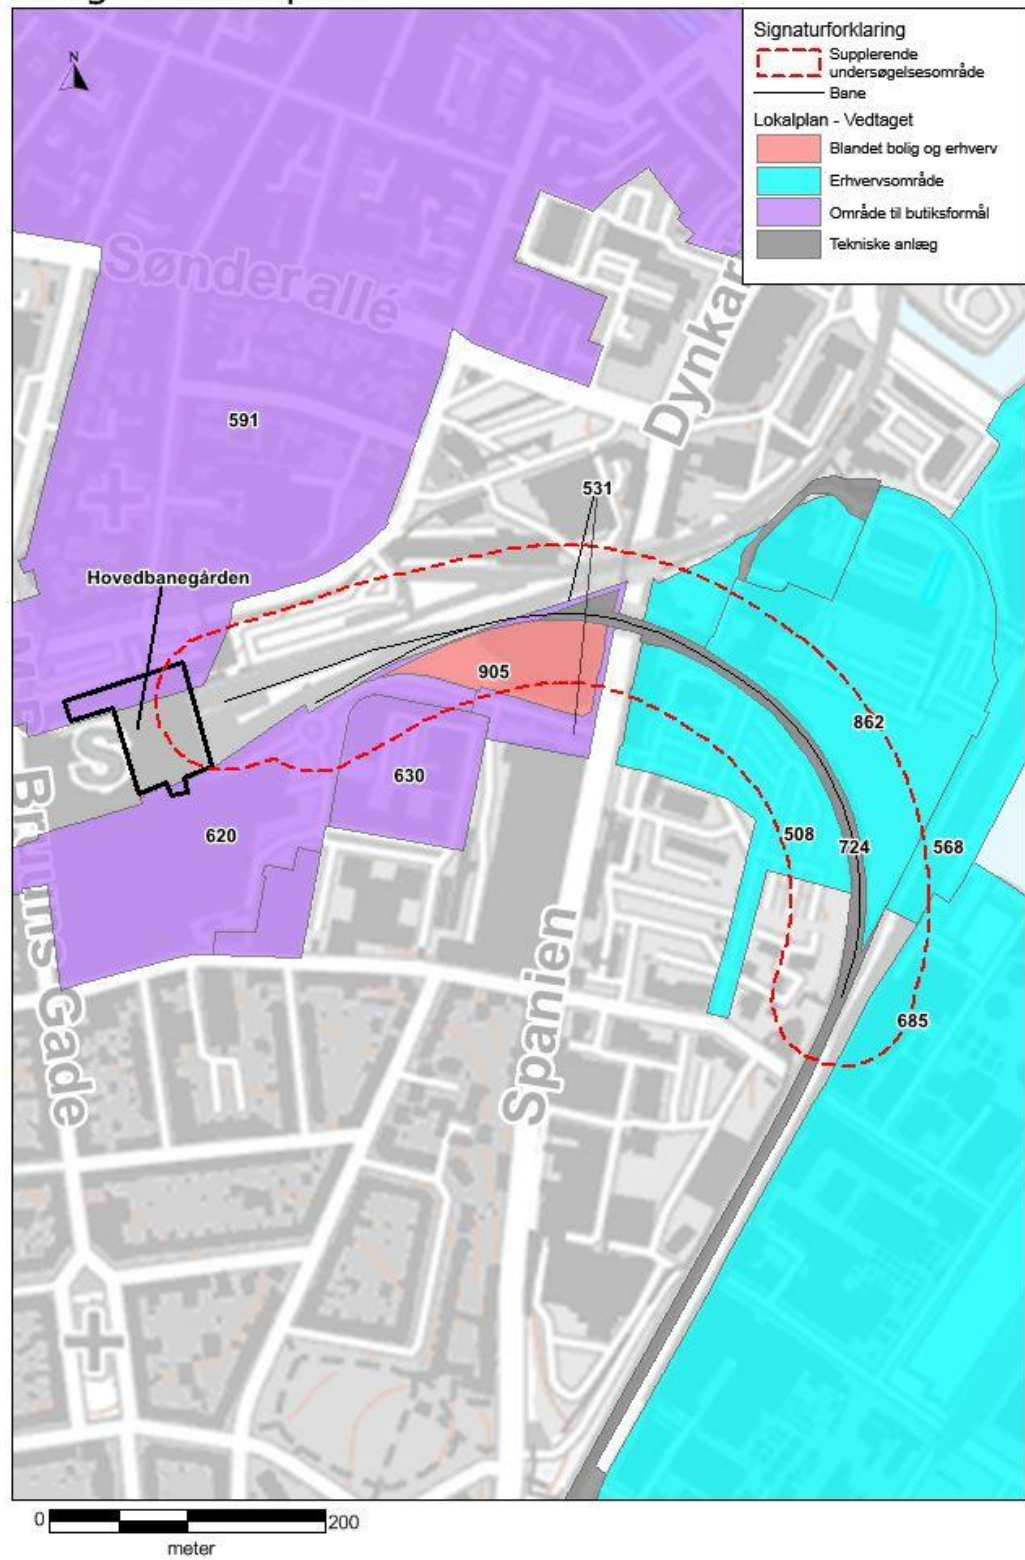 Signaturforklaring
Supplerende
undersøgelsesområde
Bane
Lokalplan - Vedtaget
Blandet bolig og erhverv
Erhvervsområde
Område til butiksformål
Tekniske anlæg
N
Sønder allé
Dynkar
591
531
Hovedbanegården
905
862
S
630
620
508
724
568
Bruuns Gade
Spanien
685
0
200
meter